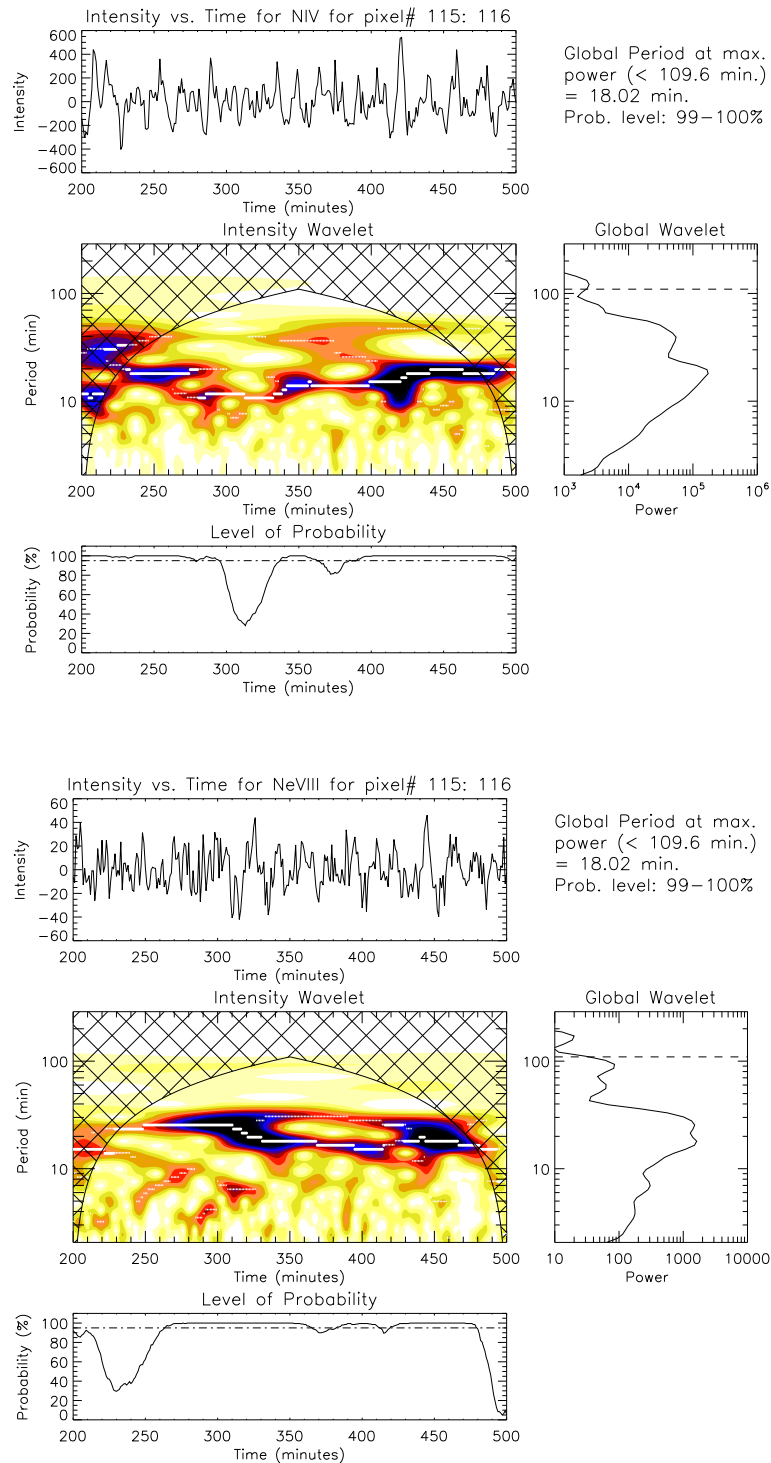 Intensity vs. Time for NIV for pixel# 115: 116
600
400
200
0
−200
−400
−600
Intensity
200 250 300 350 400 450 500
Time (minutes)
Global Period at max.
power (< 109.6 min.)
= 18.02 min.
Prob. level: 99−100%
Intensity Wavelet
100
10
Period (min)
200 250 300 350 400 450 500
Time (minutes)
Global Wavelet
10^3 10^4 10^5 10^6
Power
Level of Probability
100
80
60
40
20
0
Probability (%)
200 250 300 350 400 450 500
Time (minutes)
Intensity vs. Time for NeVIII for pixel# 115: 116
60
40
20
0
−20
−40
−60
Intensity
200 250 300 350 400 450 500
Time (minutes)
Global Period at max.
power (< 109.6 min.)
= 18.02 min.
Prob. level: 99−100%
Intensity Wavelet
100
10
Period (min)
200 250 300 350 400 450 500
Time (minutes)
Global Wavelet
10 100 1000 10000
Power
Level of Probability
100
80
60
40
20
0
Probability (%)
200 250 300 350 400 450 500
Time (minutes)